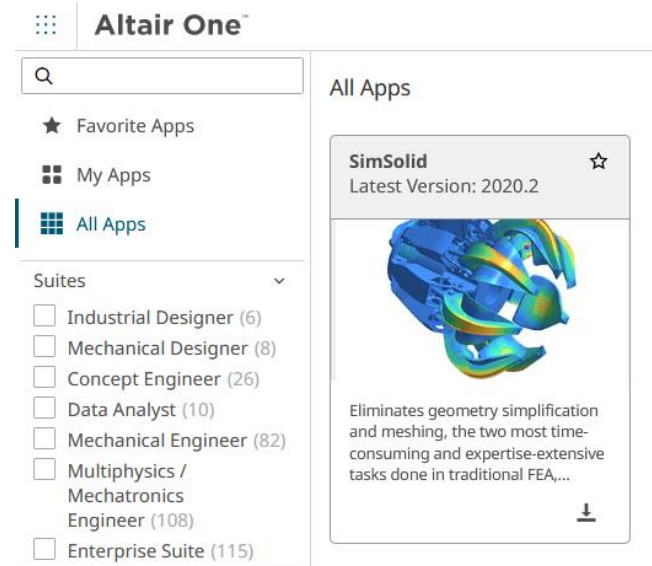 Altair One™
Favorite Apps
My Apps
All Apps
Suites
Industrial Designer (6)
Mechanical Designer (8)
Concept Engineer (26)
Data Analyst (10)
Mechanical Engineer (82)
Multiphysics /
Mechatronics
Engineer (108)
Enterprise Suite (115)
All Apps
SimSolid
Latest Version: 2020.2
Eliminates geometry simplification
and meshing, the two most time-
consuming and expertise-extensive
tasks done in traditional FEA,...